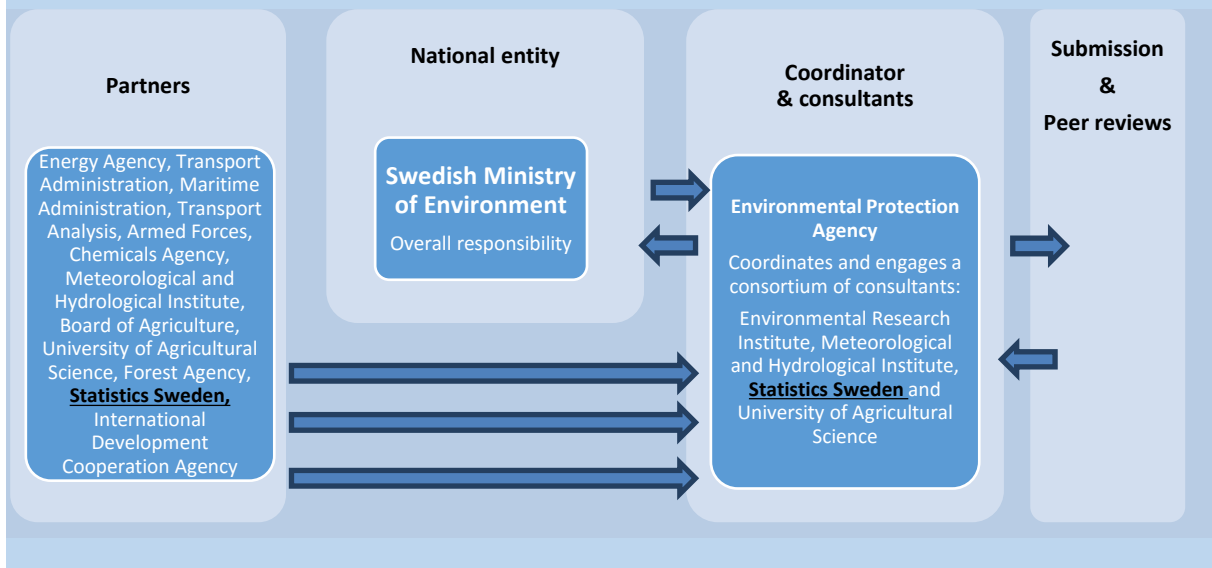 Partners
Energy Agency, Transport
Administration, Maritime
Administration, Transport
Analysis, Armed Forces,
Chemicals Agency,
Meteorological and
Hydrological Institute,
Board of Agriculture,
University of Agricultural
Science, Forest Agency,
Statistics Sweden,
International
Development
Cooperation Agency
National entity
Swedish Ministry
of Environment
Overall responsibility
Coordinator
& consultants
Environmental Protection
Agency
Coordinates and engages a
consortium of consultants:
Environmental Research
Institute, Meteorological
and Hydrological Institute,
Statistics Sweden and
University of Agricultural
Science
Submission
&
Peer reviews